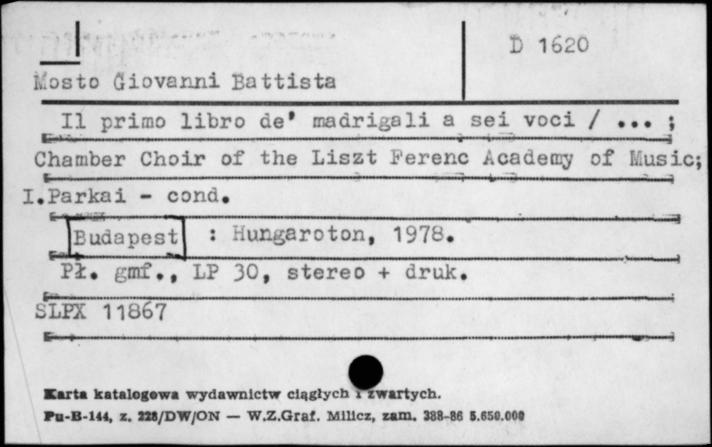 D 1620
Mosto Giovanni Battista
Il primo libro de' madrigali a sei voci / ... ;
Chamber Choir of the Liszt Ferenc Academy of Music;
I.Parkai - cond.
Budapest : Hungaroton, 1978.
Pł. gmf., LP 30, stereo + druk.
SLPX 11867
Karta katalogowa wydawnictw ciągłych i zwartych.
Pu-B-144, z. 228/DW/ON — W.Z.Graf. Milicz, zam. 388-86 5.650.000